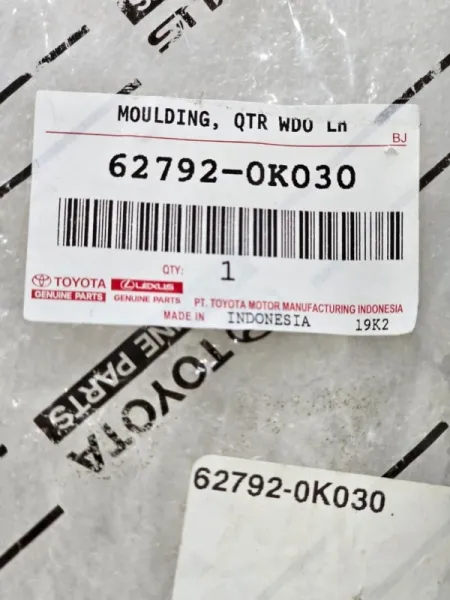 MOULDING, QTR WDO LH
BJ
62792-0K030
QTY: 1
TOYOTA
GENUINE PARTS
LEXUS
GENUINE PARTS
PT. TOYOTA MOTOR MANUFACTURING INDONESIA
MADE IN INDONESIA 19K2
TOYOTA
GENUINE PARTS
62792-0K030